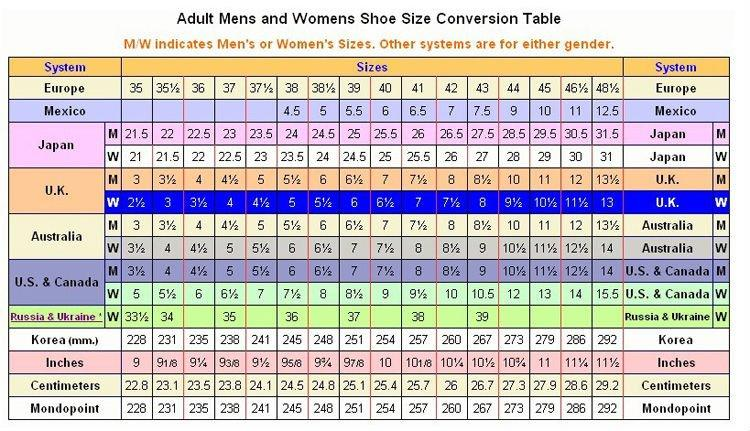 Adult Mens and Womens Shoe Size Conversion Table
M/W indicates Men's or Women's Sizes. Other systems are for either gender.
System Sizes System
Europe 35 35½ 36 37 37½ 38 38½ 39 40 41 42 43 44 45 46½ 48½ Europe
Mexico 4.5 5 5.5 6 6.5 7 7.5 9 10 11 12.5 Mexico
Japan M 21.5 22 22.5 23 23.5 24 24.5 25 25.5 26 26.5 27.5 28.5 29.5 30.5 31.5 Japan M
W 21 21.5 22 22.5 23 23.5 24 24.5 25 25.5 26 27 28 29 30 31 Japan W
U.K. M 3 3½ 4 4½ 5 5½ 6 6½ 7 7½ 8 8½ 10 11 12 13½ U.K. M
W 2½ 3 3½ 4 4½ 5 5½ 6 6½ 7 7½ 8 9½ 10½ 11½ 13 U.K. W
Australia M 3 3½ 4 4½ 5 5½ 6 6½ 7 7½ 8 8½ 10 11 12 13½ Australia M
W 3½ 4 4½ 5 5½ 6 6½ 7 7½ 8 8½ 9 10½ 11½ 12½ 14 Australia W
U.S. & Canada M 3½ 4 4½ 5 5½ 6 6½ 7 7½ 8 8½ 9 10½ 11½ 12½ 14 U.S. & Canada M
W 5 5½ 6 6½ 7 7½ 8 8½ 9 9½ 10 10.5 12 13 14 15.5 U.S. & Canada W
Russia & Ukraine * W 33½ 34 35 36 37 38 39 Russia & Ukraine W
Korea (mm.) 228 231 235 238 241 245 248 251 254 257 260 267 273 279 286 292 Korea
Inches 9 9 1/8 9¼ 9 3/8 9½ 9 5/8 9¾ 9 7/8 10 10 1/8 10¼ 10½ 10¾ 11 11¼ 11½ Inches
Centimeters 22.8 23.1 23.5 23.8 24.1 24.5 24.8 25.1 25.4 25.7 26 26.7 27.3 27.9 28.6 29.2 Centimeters
Mondopoint 228 231 235 238 241 245 248 251 254 257 260 267 273 279 286 292 Mondopoint